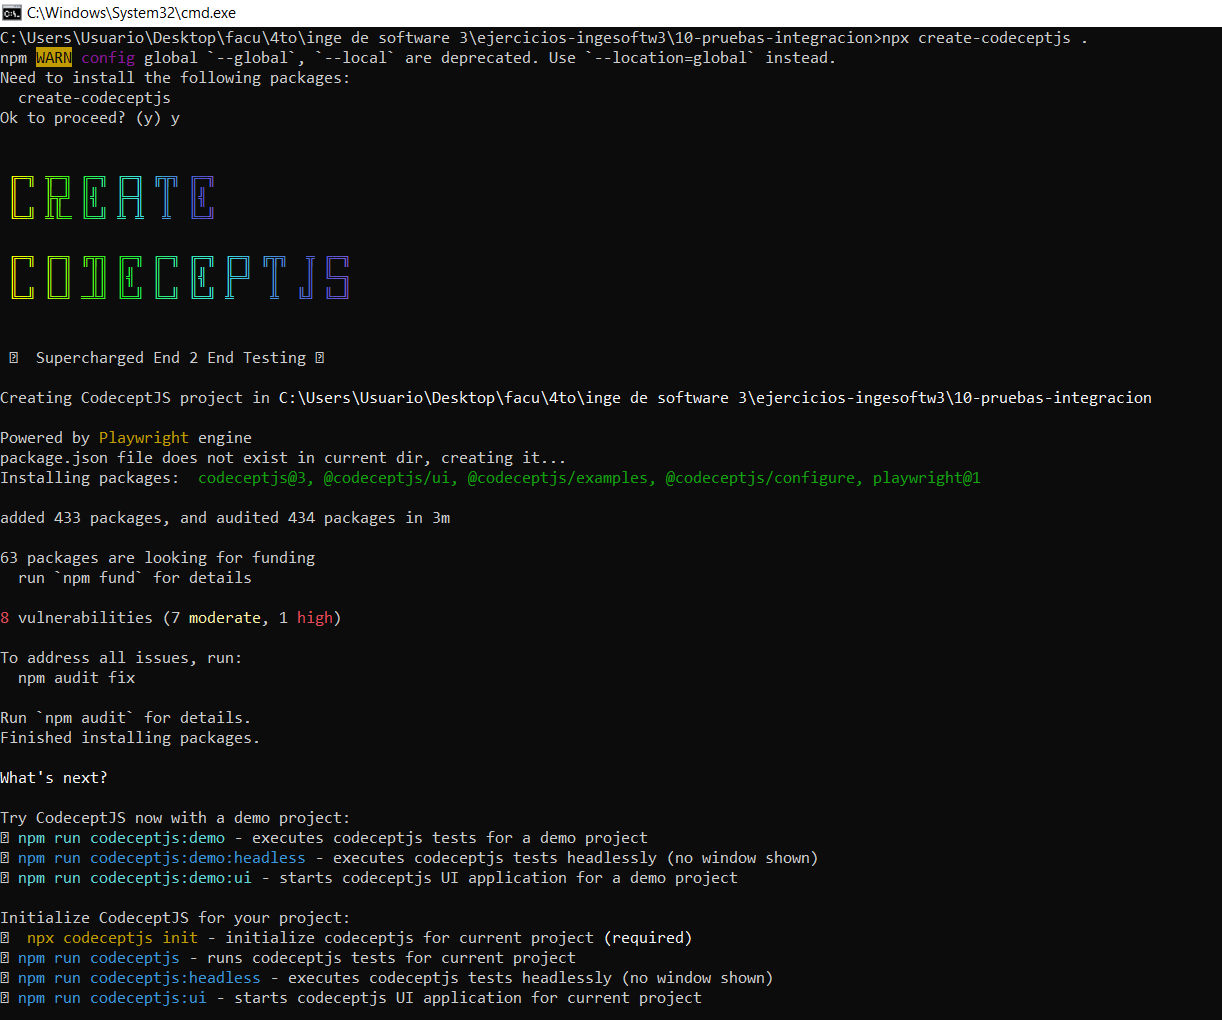 C:\Windows\System32\cmd.exe
C:\Users\Usuario\Desktop\facu\4to\inge de software 3\ejercicios-ingesoftw3\10-pruebas-integracion>npx create-codeceptjs .
npm WARN config global `--global`, `--local` are deprecated. Use `--location=global` instead.
Need to install the following packages:
  create-codeceptjs
Ok to proceed? (y) y
CREATE
CODECEPTJS
Supercharged End 2 End Testing
Creating CodeceptJS project in C:\Users\Usuario\Desktop\facu\4to\inge de software 3\ejercicios-ingesoftw3\10-pruebas-integracion
Powered by Playwright engine
package.json file does not exist in current dir, creating it...
Installing packages:  codeceptjs@3, @codeceptjs/ui, @codeceptjs/examples, @codeceptjs/configure, playwright@1
added 433 packages, and audited 434 packages in 3m
63 packages are looking for funding
  run `npm fund` for details
8 vulnerabilities (7 moderate, 1 high)
To address all issues, run:
  npm audit fix
Run `npm audit` for details.
Finished installing packages.
What's next?
Try CodeceptJS now with a demo project:
npm run codeceptjs:demo - executes codeceptjs tests for a demo project
npm run codeceptjs:demo:headless - executes codeceptjs tests headlessly (no window shown)
npm run codeceptjs:demo:ui - starts codeceptjs UI application for a demo project
Initialize CodeceptJS for your project:
npx codeceptjs init - initialize codeceptjs for current project (required)
npm run codeceptjs - runs codeceptjs tests for current project
npm run codeceptjs:headless - executes codeceptjs tests headlessly (no window shown)
npm run codeceptjs:ui - starts codeceptjs UI application for current project